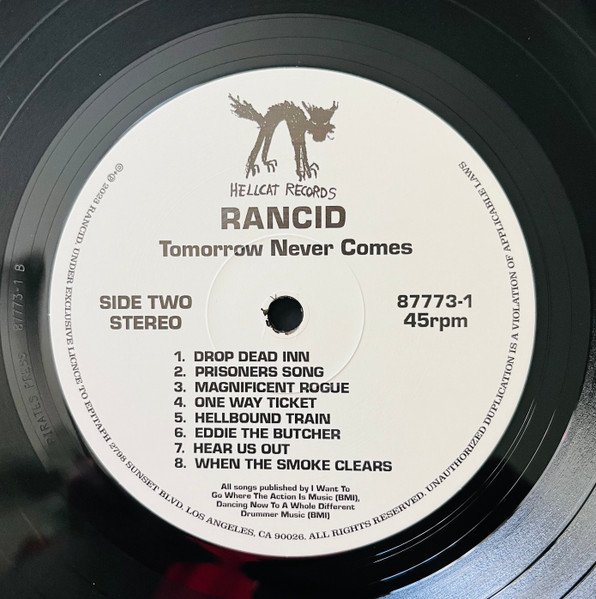 HELLCAT RECORDS
RANCID
Tomorrow Never Comes
SIDE TWO
STEREO
87773-1
45rpm
1. DROP DEAD INN
2. PRISONERS SONG
3. MAGNIFICENT ROGUE
4. ONE WAY TICKET
5. HELLBOUND TRAIN
6. EDDIE THE BUTCHER
7. HEAR US OUT
8. WHEN THE SMOKE CLEARS
All songs published by I Want To
Go Where The Action Is Music (BMI),
Dancing Now To A Whole Different
Drummer Music (BMI)
©+℗ 2023 RANCID. UNDER EXCLUSIVE LICENCE TO EPITAPH 2798 SUNSET BLVD, LOS ANGELES, CA 90026. ALL RIGHTS RESERVED. UNAUTHORIZED DUPLICATION IS A VIOLATION OF APPLICABLE LAWS
PIRATES PRESS 87773-1 B